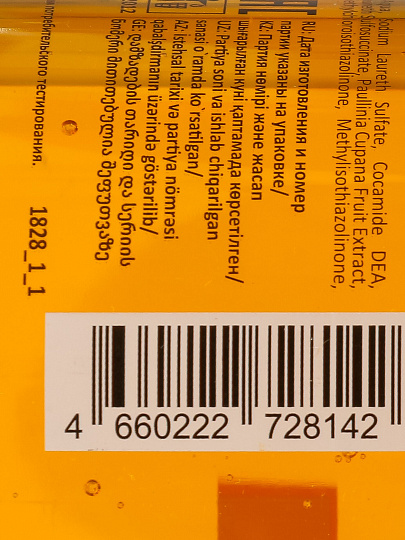 Sodium Laureth Sulfate, Cocamide DEA,
Sulfosuccinate, Paullinia Cupana Fruit Extract,
Methylisothiazolinone,
RU: Дата изготовления и номер
партии указаны на упаковке/
KZ: Партия нөмірі және жасап
шығарылған күні қаптамада көрсетілген/
UZ: Partiya soni va ishlab chiqarilgan
sanasi o'ramda ko'rsatilgan/
AZ: İstehsal tarixi və partiya nömrəsi
qablaşdırmanın üzərində göstərilib/
GE: დამზადების თარიღი და სერიის
ნომერი მითითებულია შეფუთვაზე
тестирования.
1828_1_1
4 660222 728142